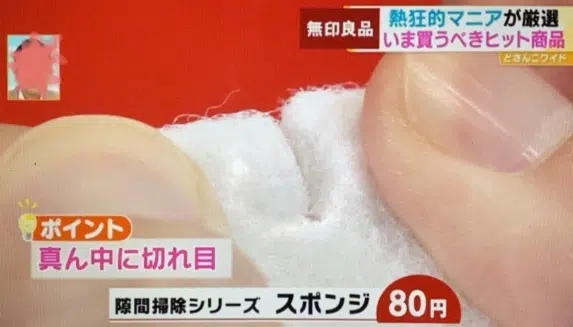 無印良品
熱狂的マニアが厳選
いま買うべきヒット商品
どさんこワイド
ポイント
真ん中に切れ目
隙間掃除シリーズ スポンジ 80円